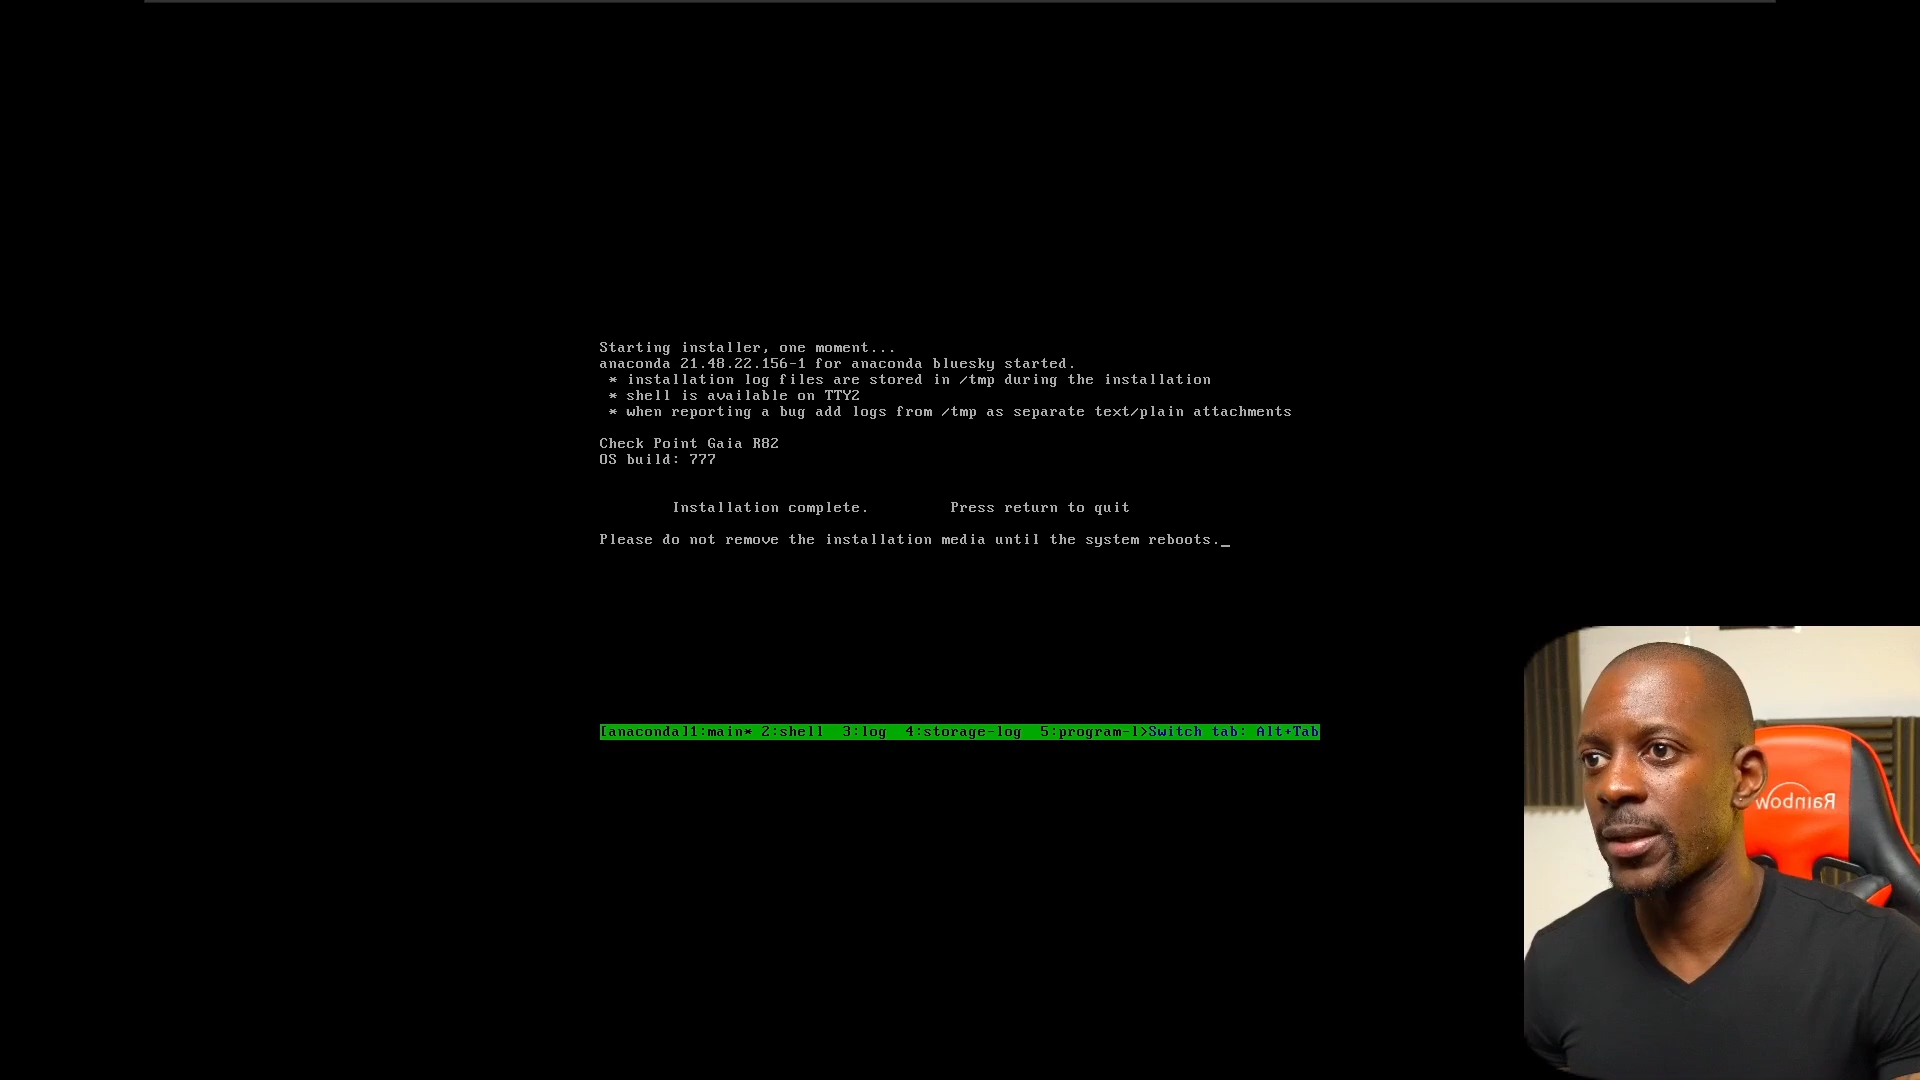 Starting installer, one moment...
anaconda 21.48.22.156-1 for anaconda bluesky started.
* installation log files are stored in /tmp during the installation
* shell is available on TTY2
* when reporting a bug add logs from /tmp as separate text/plain attachments
Check Point Gaia R82
OS build: 777
Installation complete. Press return to quit
Please do not remove the installation media until the system reboots._
[anaconda]1:main* 2:shell 3:log 4:storage-log 5:program-l>Switch tab: Alt+Tab
Rainbow